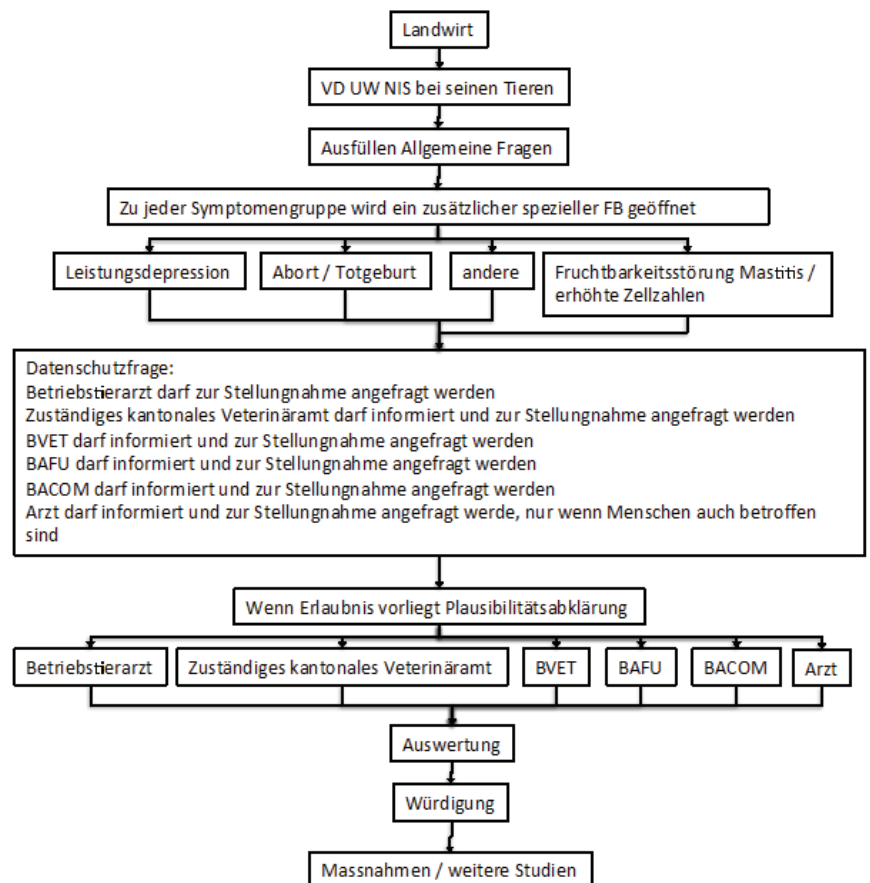 Landwirt
VD UW NIS bei seinen Tieren
Ausfüllen Allgemeine Fragen
Zu jeder Symptomengruppe wird ein zusätzlicher spezieller FB geöffnet
Leistungsdepression
Abort / Totgeburt
andere
Fruchtbarkeitsstörung Mastitis /
erhöhte Zellzahlen
Datenschutzfrage:
Betriebstierarzt darf zur Stellungnahme angefragt werden
Zuständiges kantonales Veterinäramt darf informiert und zur Stellungnahme angefragt werden
BVET darf informiert und zur Stellungnahme angefragt werden
BAFU darf informiert und zur Stellungnahme angefragt werden
BACOM darf informiert und zur Stellungnahme angefragt werden
Arzt darf informiert und zur Stellungnahme angefragt werde, nur wenn Menschen auch betroffen
sind
Wenn Erlaubnis vorliegt Plausibilitätsabklärung
Betriebstierarzt
Zuständiges kantonales Veterinäramt
BVET
BAFU
BACOM
Arzt
Auswertung
Würdigung
Massnahmen / weitere Studien